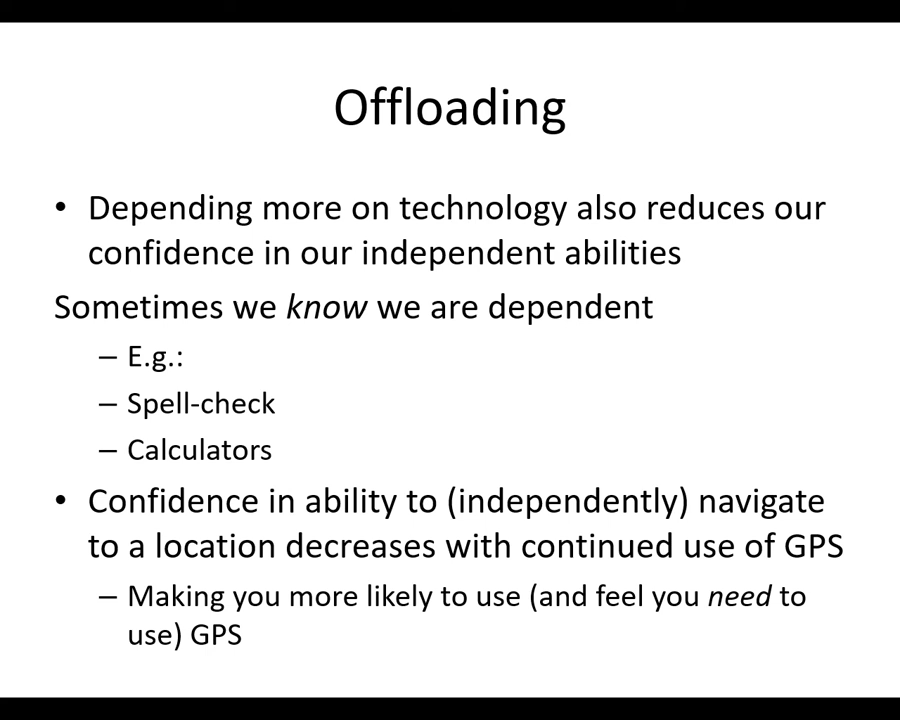 Offloading
• Depending more on technology also reduces our
confidence in our independent abilities
Sometimes we know we are dependent
– E.g.:
– Spell-check
– Calculators
• Confidence in ability to (independently) navigate
to a location decreases with continued use of GPS
– Making you more likely to use (and feel you need to
use) GPS